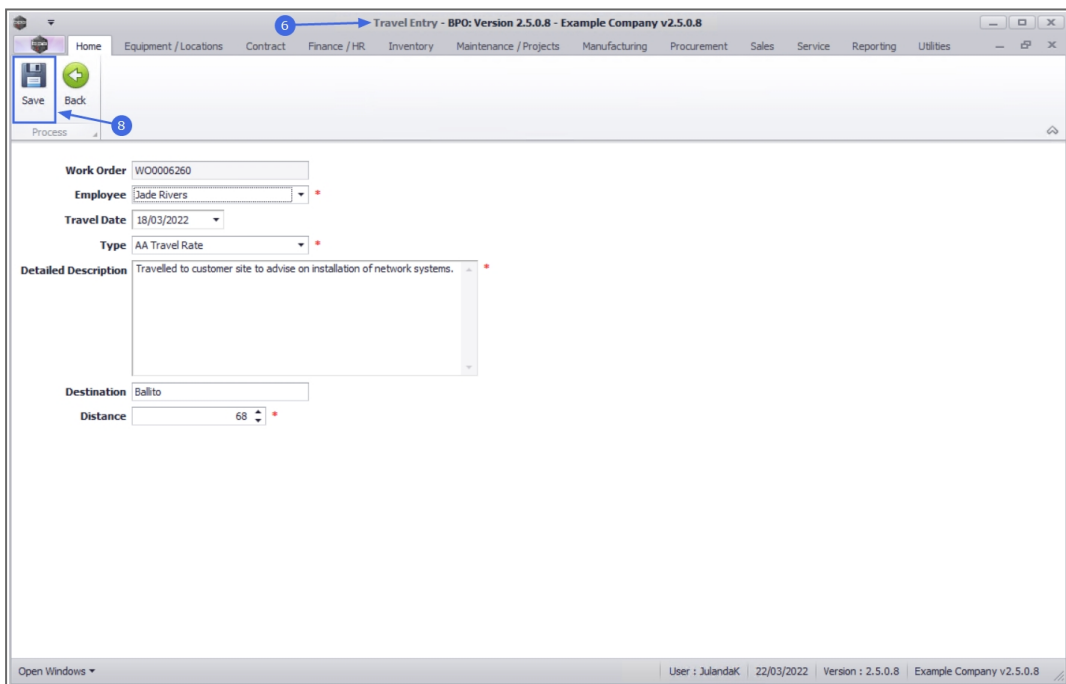 6
Travel Entry - BPO: Version 2.5.0.8 - Example Company v2.5.0.8
Home Equipment / Locations Contract Finance / HR Inventory Maintenance / Projects Manufacturing Procurement Sales Service Reporting Utilities
Save Back
8
Process
Work Order WO0006260
Employee Jade Rivers *
Travel Date 18/03/2022
Type AA Travel Rate *
Detailed Description Travelled to customer site to advise on installation of network systems. *
Destination Ballito
Distance 68 *
Open Windows User : JulandaK 22/03/2022 Version : 2.5.0.8 Example Company v2.5.0.8